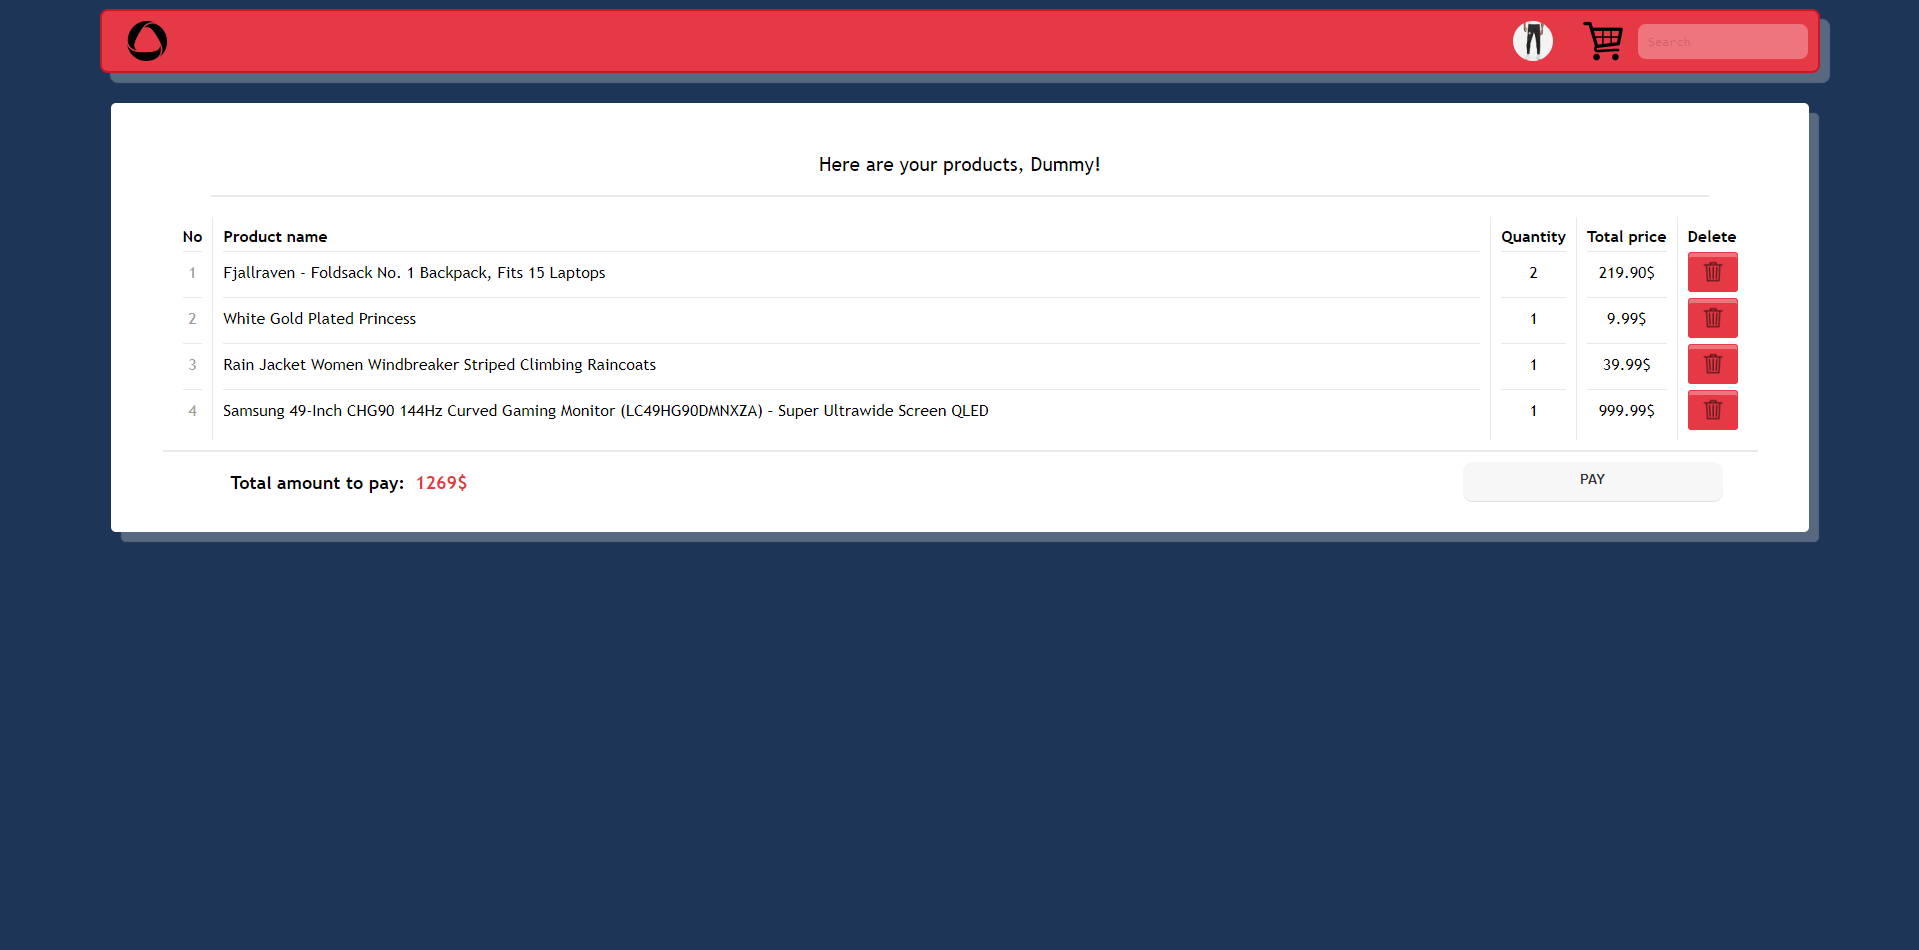 Search
Here are your products, Dummy!
No Product name Quantity Total price Delete
1 Fjallraven - Foldsack No. 1 Backpack, Fits 15 Laptops 2 219.90$
2 White Gold Plated Princess 1 9.99$
3 Rain Jacket Women Windbreaker Striped Climbing Raincoats 1 39.99$
4 Samsung 49-Inch CHG90 144Hz Curved Gaming Monitor (LC49HG90DMNXZA) – Super Ultrawide Screen QLED 1 999.99$
Total amount to pay: 1269$ PAY